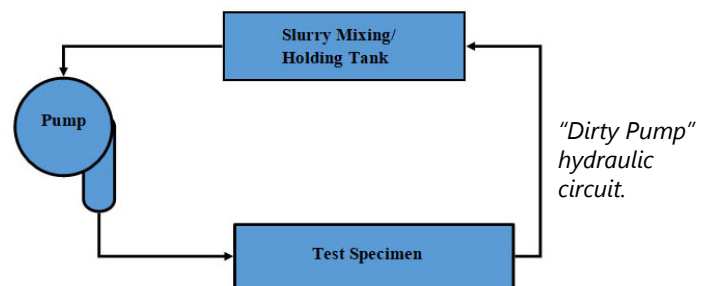 Slurry Mixing/
Holding Tank
Pump
“Dirty Pump”
hydraulic
circuit.
Test Specimen